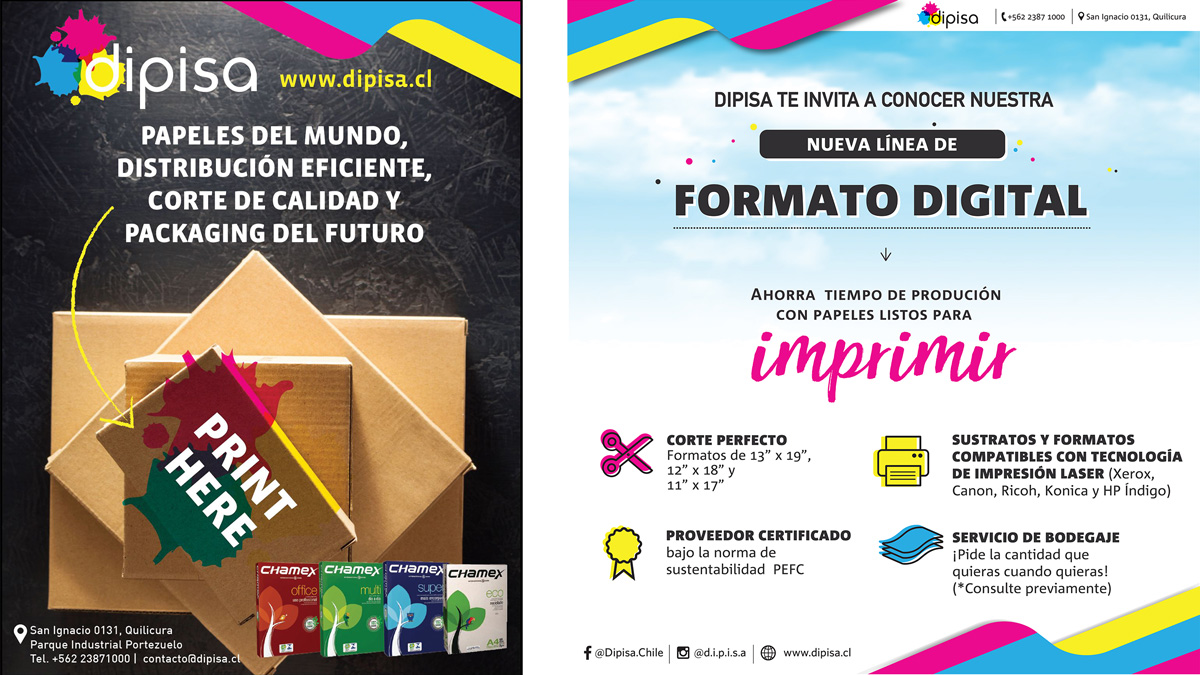 dipisa
www.dipisa.cl
PAPELES DEL MUNDO,
DISTRIBUCIÓN EFICIENTE,
CORTE DE CALIDAD Y
PACKAGING DEL FUTURO
PRINT
HERE
CHAMEX
office
CHAMEX
multi
CHAMEX
super
CHAMEX
eco
A4
San Ignacio 0131, Quilicura
Parque Industrial Portezuelo
Tel. +562 23871000 | contacto@dipisa.cl
dipisa
+562 2387 1000
San Ignacio 0131, Quilicura
DIPISA TE INVITA A CONOCER NUESTRA
NUEVA LÍNEA DE
FORMATO DIGITAL
AHORRA TIEMPO DE PRODUCIÓN
CON PAPELES LISTOS PARA
imprimir
CORTE PERFECTO
Formatos de 13” x 19”,
12” x 18” y
11” x 17”
SUSTRATOS Y FORMATOS
COMPATIBLES CON TECNOLOGÍA
DE IMPRESIÓN LASER (Xerox,
Canon, Ricoh, Konica y HP Índigo)
PROVEEDOR CERTIFICADO
bajo la norma de
sustentabilidad PEFC
SERVICIO DE BODEGAJE
¡Pide la cantidad que
quieras cuando quieras!
(*Consulte previamente)
@Dipisa.Chile | @d.i.p.i.s.a | www.dipisa.cl